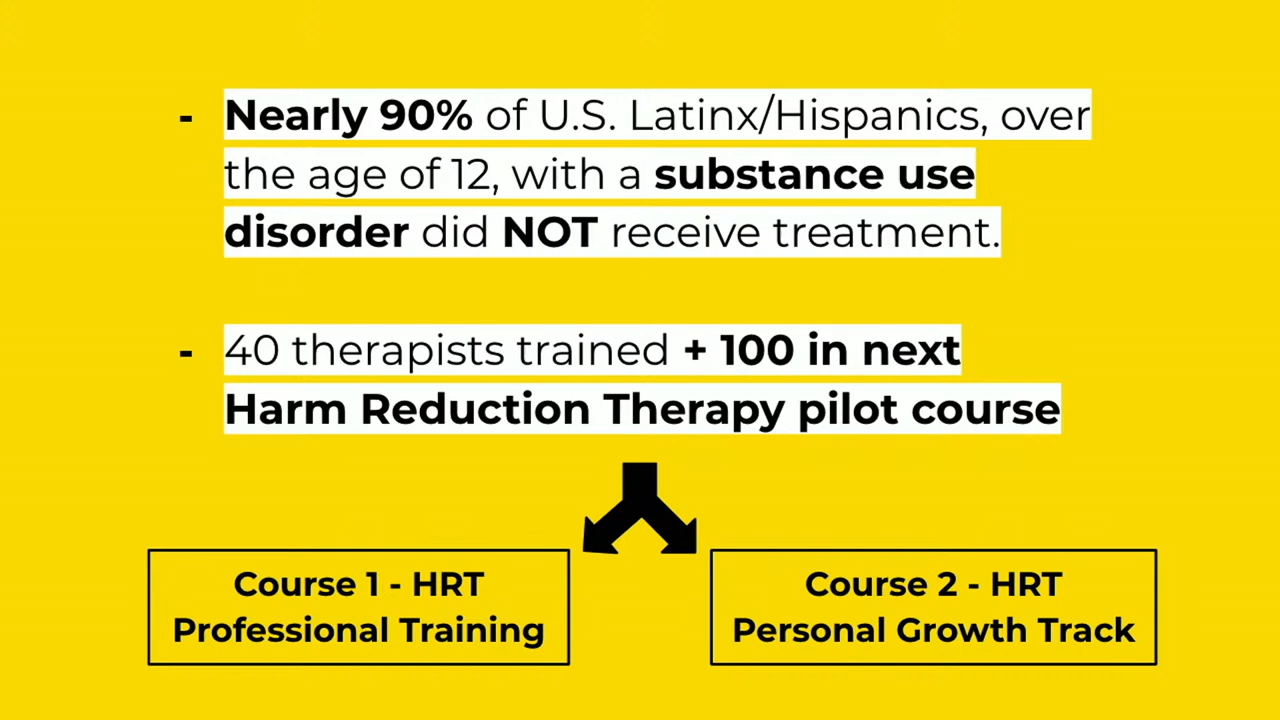 - Nearly 90% of U.S. Latinx/Hispanics, over
the age of 12, with a substance use
disorder did NOT receive treatment.
- 40 therapists trained + 100 in next
Harm Reduction Therapy pilot course
Course 1 - HRT
Professional Training
Course 2 - HRT
Personal Growth Track